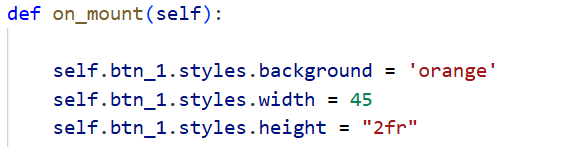 def on_mount(self):
self.btn_1.styles.background = 'orange'
self.btn_1.styles.width = 45
self.btn_1.styles.height = "2fr"